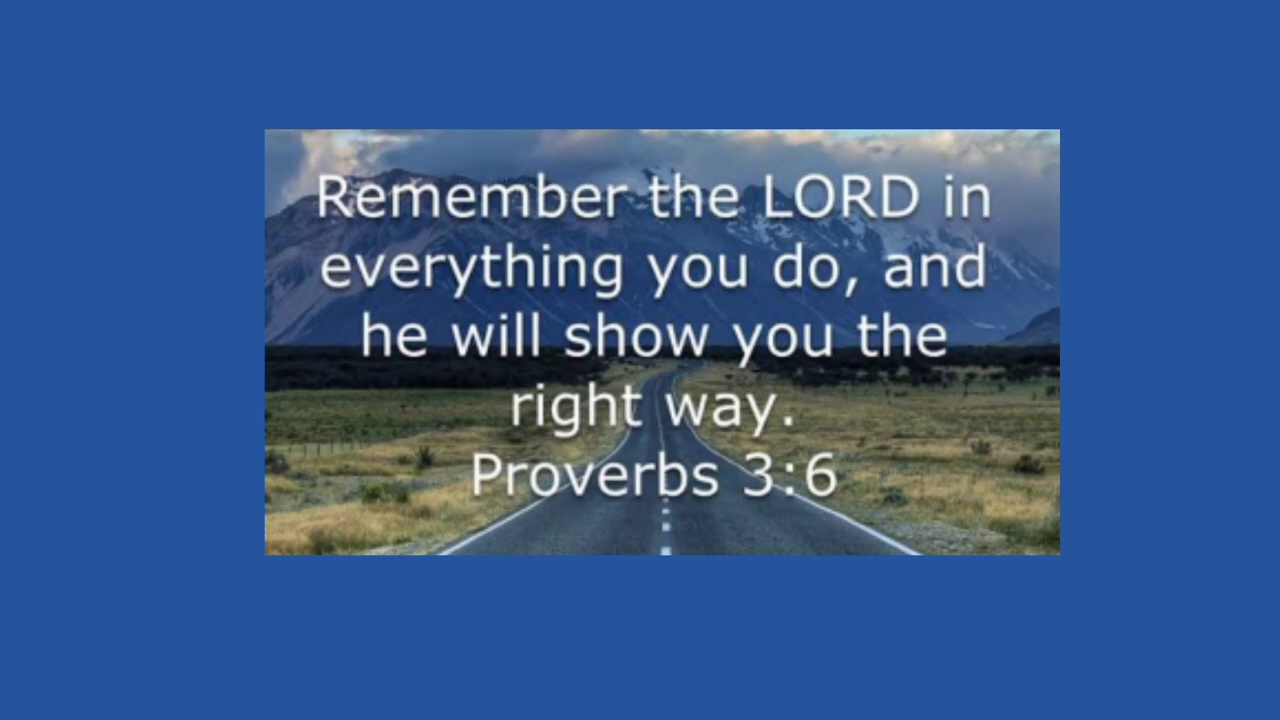 Remember the LORD in
everything you do, and
he will show you the
right way.
Proverbs 3:6